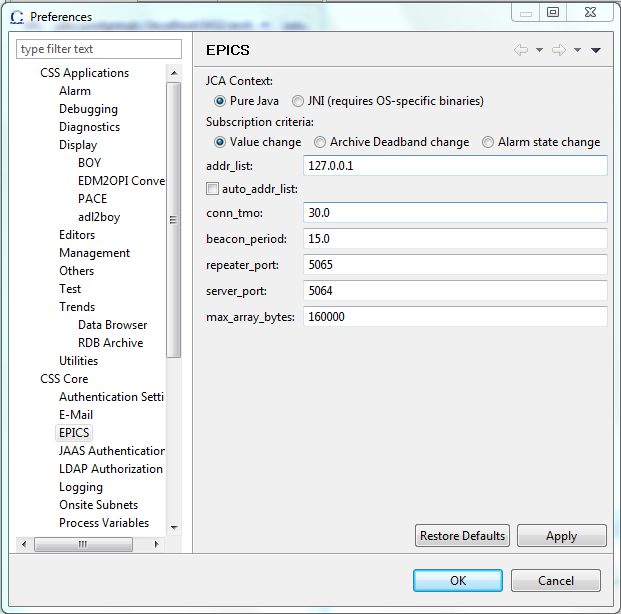 Preferences
type filter text
CSS Applications
Alarm
Debugging
Diagnostics
Display
BOY
EDM2OPI Conve
PACE
adl2boy
Editors
Management
Others
Test
Trends
Data Browser
RDB Archive
Utilities
CSS Core
Authentication Setti
E-Mail
EPICS
JAAS Authentication
LDAP Authorization
Logging
Onsite Subnets
Process Variables
EPICS
JCA Context:
Pure Java JNI (requires OS-specific binaries)
Subscription criteria:
Value change Archive Deadband change Alarm state change
addr_list: 127.0.0.1
auto_addr_list:
conn_tmo: 30.0
beacon_period: 15.0
repeater_port: 5065
server_port: 5064
max_array_bytes: 160000
Restore Defaults Apply
OK Cancel